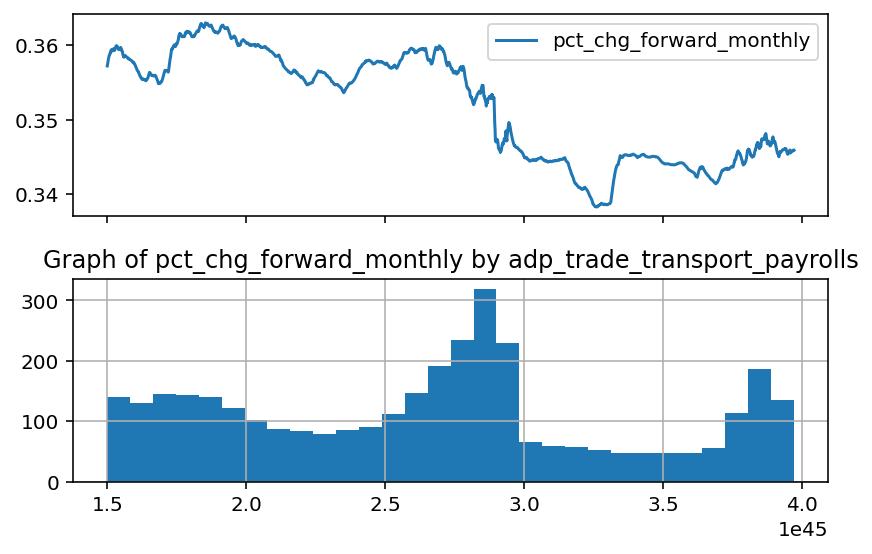 0.36
0.35
0.34
pct_chg_forward_monthly
Graph of pct_chg_forward_monthly by adp_trade_transport_payrolls
300
200
100
0
1.5 2.0 2.5 3.0 3.5 4.0
1e45